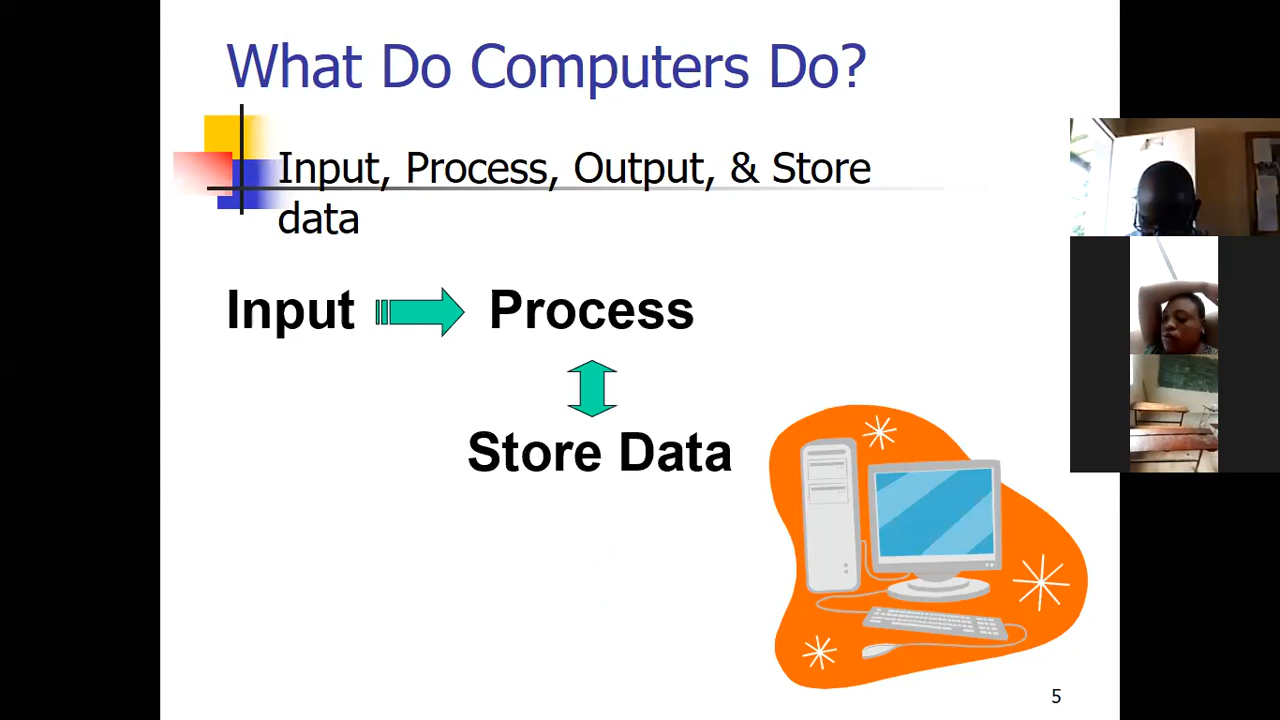 What Do Computers Do?
Input, Process, Output, & Store
data
Input Process
Store Data
5